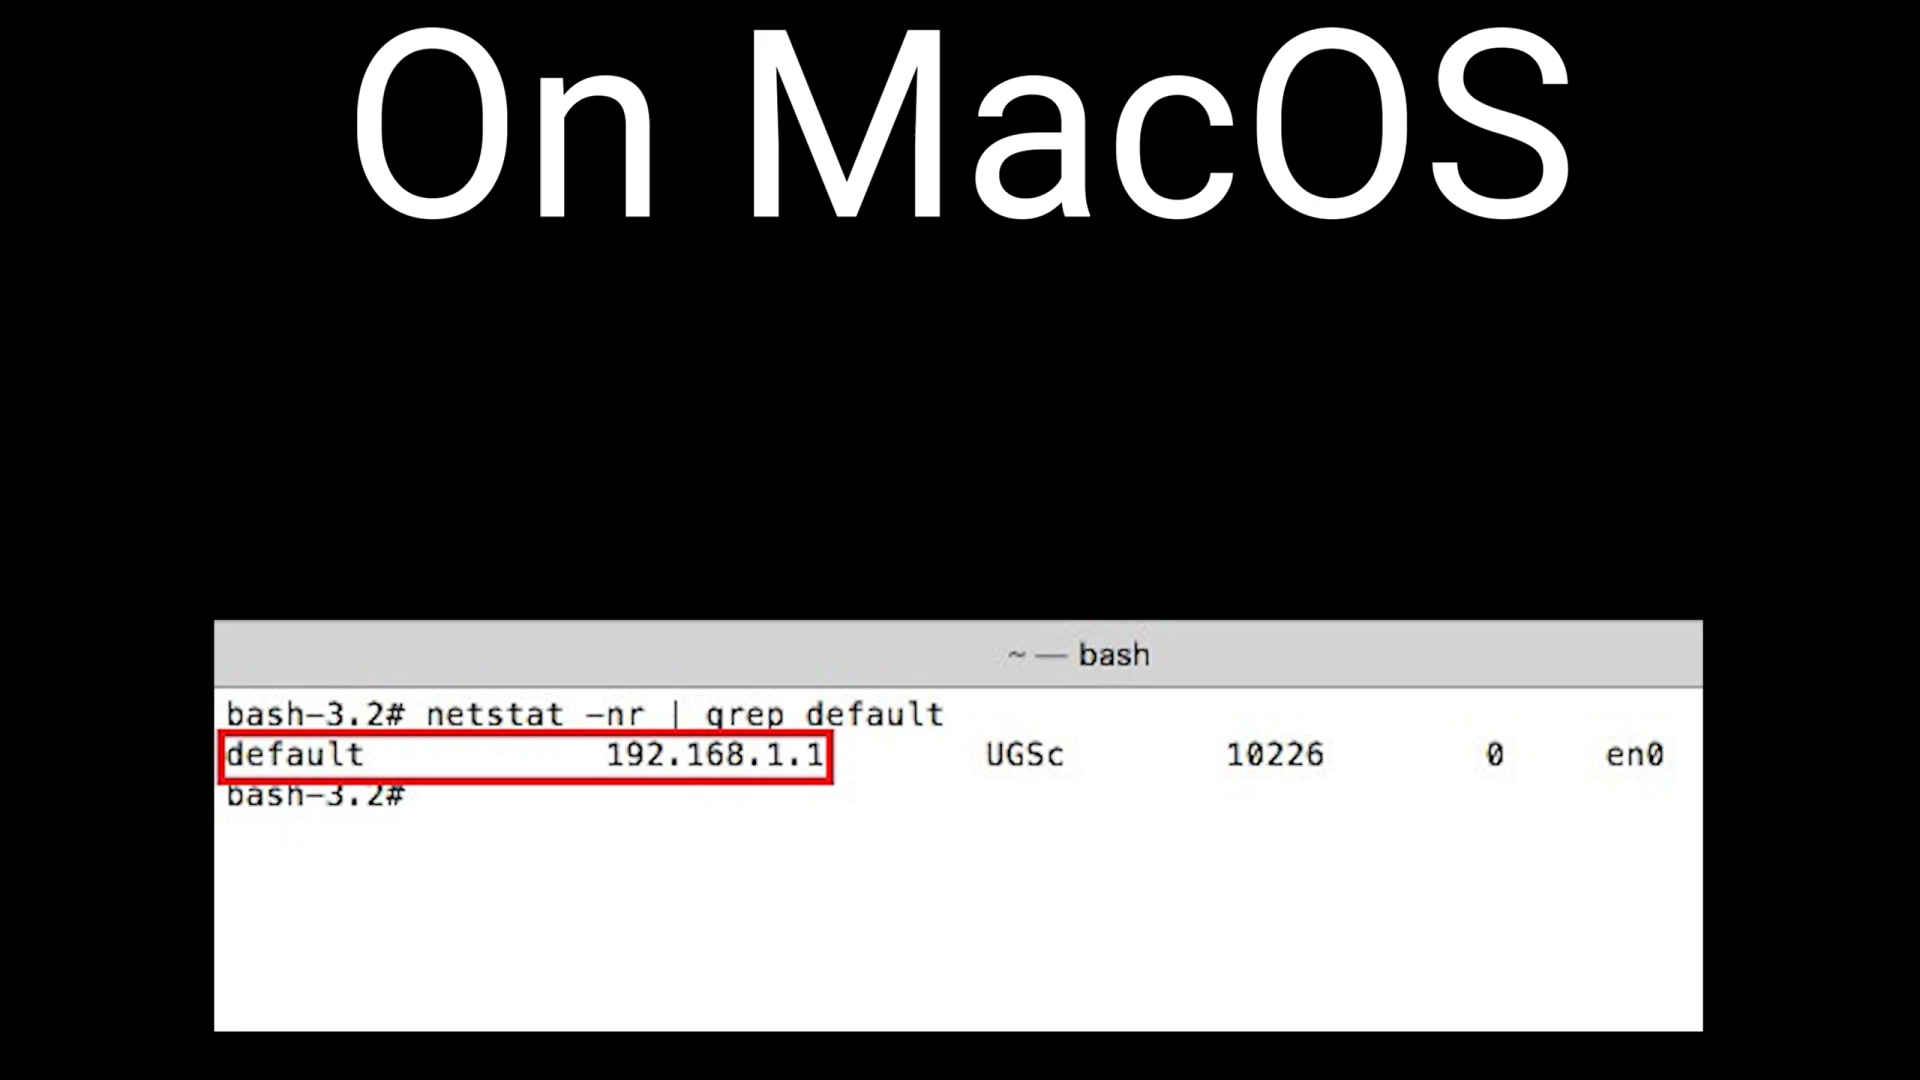 On MacOS
~ — bash
bash-3.2# netstat -nr | grep default
default 192.168.1.1 UGSc 10226 0 en0
bash-3.2#